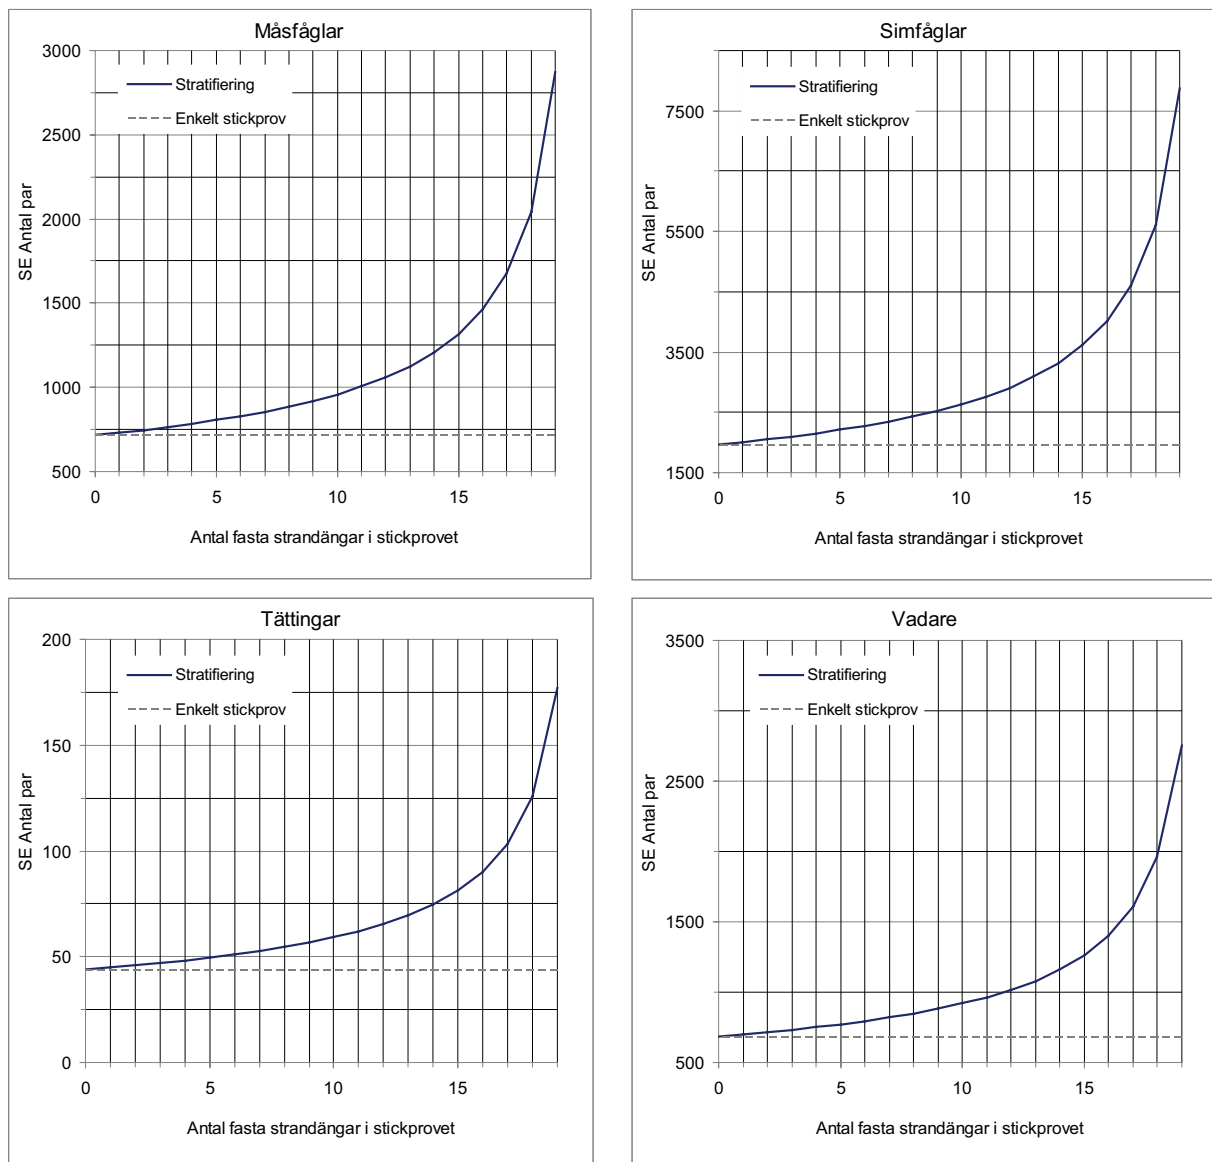 Måsfåglar
3000
2500
2000
1500
1000
500
SE Antal par
Stratifiering
Enkelt stickprov
0 5 10 15
Antal fasta strandängar i stickprovet
Simfåglar
7500
5500
3500
1500
SE Antal par
Stratifiering
Enkelt stickprov
0 5 10 15
Antal fasta strandängar i stickprovet
Tättingar
200
150
100
50
0
SE Antal par
Stratifiering
Enkelt stickprov
0 5 10 15
Antal fasta strandängar i stickprovet
Vadare
3500
2500
1500
500
SE Antal par
Stratifiering
Enkelt stickprov
0 5 10 15
Antal fasta strandängar i stickprovet